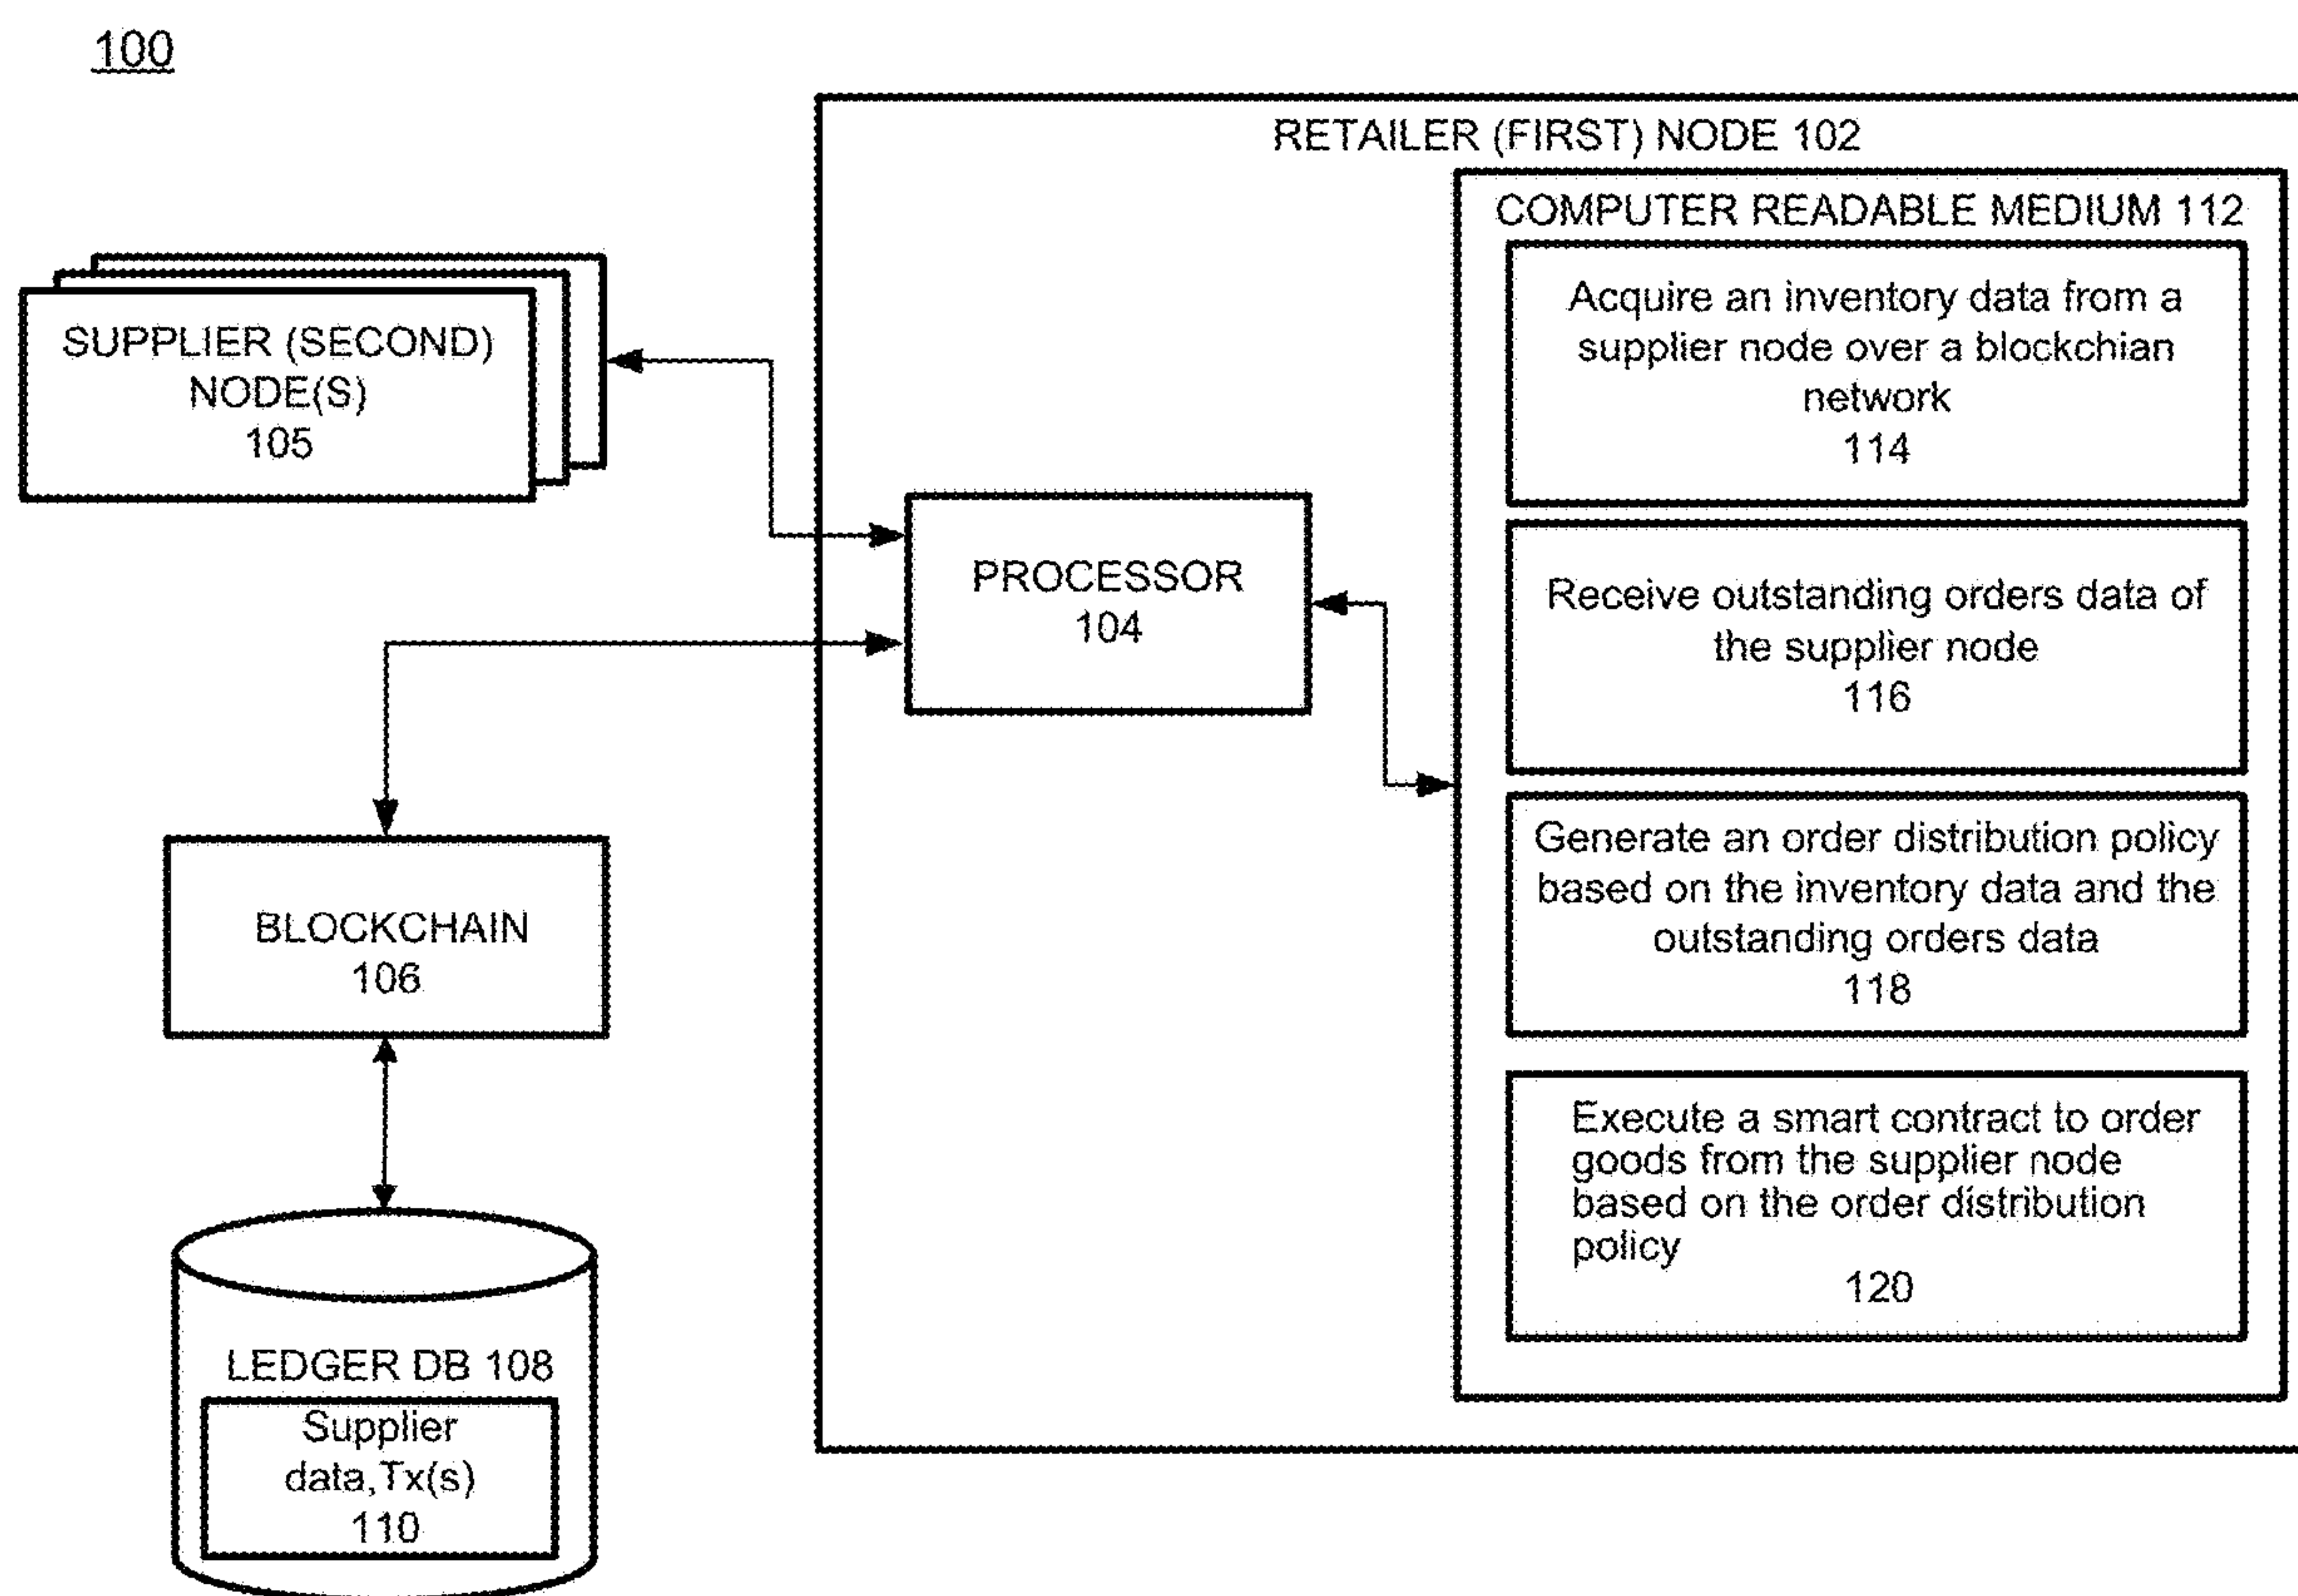 100
RETAILER (FIRST) NODE 102
COMPUTER READABLE MEDIUM 112
SUPPLIER (SECOND)
NODE(S)
105
PROCESSOR
104
BLOCKCHAIN
106
LEDGER DB 108
Supplier
data,Tx(s)
110
Acquire an inventory data from a
supplier node over a blockchian
network
114
Receive outstanding orders data of
the supplier node
116
Generate an order distribution policy
based on the inventory data and the
outstanding orders data
118
Execute a smart contract to order
goods from the supplier node
based on the order distribution
policy
120